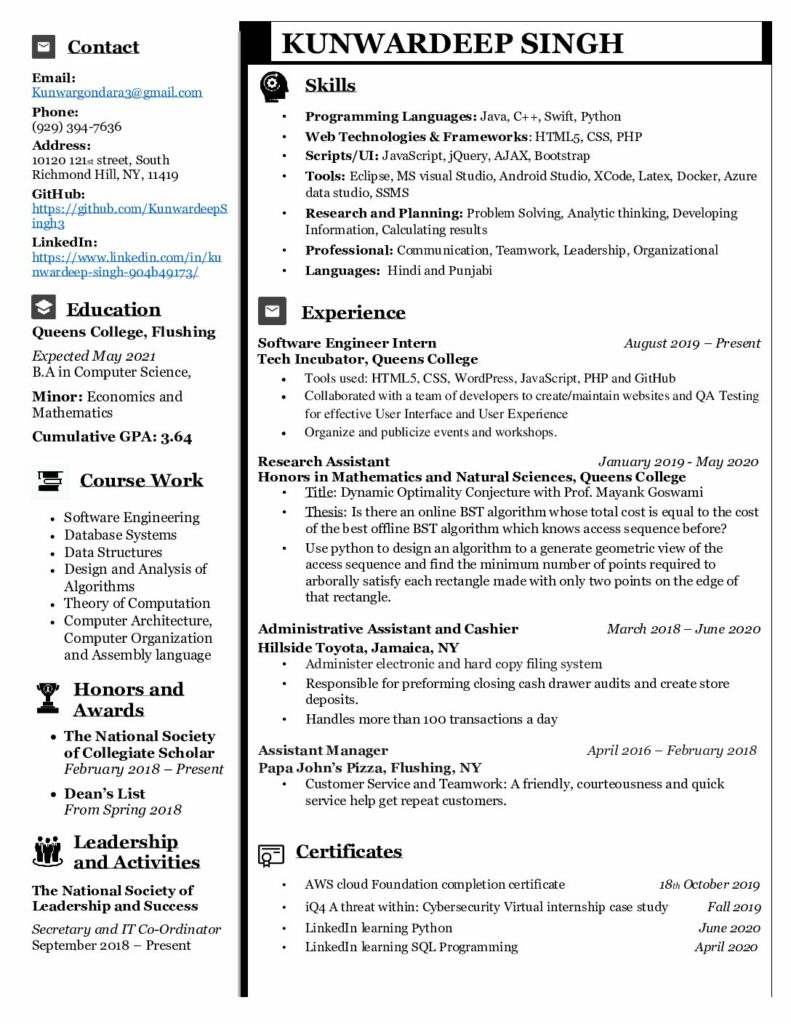 Contact
Email:
Kunwargondara3@gmail.com
Phone:
(929) 394-7636
Address:
10120 121st street, South
Richmond Hill, NY, 11419
GitHub:
https://github.com/KunwardeepS
ingh3
LinkedIn:
https://www.linkedin.com/in/ku
nwardeep-singh-904b49173/
Education
Queens College, Flushing
Expected May 2021
B.A in Computer Science,
Minor: Economics and
Mathematics
Cumulative GPA: 3.64
Course Work
• Software Engineering
• Database Systems
• Data Structures
• Design and Analysis of
Algorithms
• Theory of Computation
• Computer Architecture,
Computer Organization
and Assembly language
Honors and
Awards
• The National Society
of Collegiate Scholar
February 2018 – Present
• Dean's List
From Spring 2018
Leadership
and Activities
The National Society of
Leadership and Success
Secretary and IT Co-Ordinator
September 2018 – Present
KUNWARDEEP SINGH
Skills
• Programming Languages: Java, C++, Swift, Python
• Web Technologies & Frameworks: HTML5, CSS, PHP
• Scripts/UI: JavaScript, jQuery, AJAX, Bootstrap
• Tools: Eclipse, MS visual Studio, Android Studio, XCode, Latex, Docker, Azure
data studio, SSMS
• Research and Planning: Problem Solving, Analytic thinking, Developing
Information, Calculating results
• Professional: Communication, Teamwork, Leadership, Organizational
• Languages: Hindi and Punjabi
Experience
Software Engineer Intern August 2019 – Present
Tech Incubator, Queens College
• Tools used: HTML5, CSS, WordPress, JavaScript, PHP and GitHub
• Collaborated with a team of developers to create/maintain websites and QA Testing
for effective User Interface and User Experience
• Organize and publicize events and workshops.
Research Assistant January 2019 - May 2020
Honors in Mathematics and Natural Sciences, Queens College
• Title: Dynamic Optimality Conjecture with Prof. Mayank Goswami
• Thesis: Is there an online BST algorithm whose total cost is equal to the cost
of the best offline BST algorithm which knows access sequence before?
• Use python to design an algorithm to a generate geometric view of the
access sequence and find the minimum number of points required to
arborally satisfy each rectangle made with only two points on the edge of
that rectangle.
Administrative Assistant and Cashier March 2018 – June 2020
Hillside Toyota, Jamaica, NY
• Administer electronic and hard copy filing system
• Responsible for preforming closing cash drawer audits and create store
deposits.
• Handles more than 100 transactions a day
Assistant Manager April 2016 – February 2018
Papa John's Pizza, Flushing, NY
• Customer Service and Teamwork: A friendly, courteousness and quick
service help get repeat customers.
Certificates
• AWS cloud Foundation completion certificate 18th October 2019
• iQ4 A threat within: Cybersecurity Virtual internship case study Fall 2019
• LinkedIn learning Python June 2020
• LinkedIn learning SQL Programming April 2020